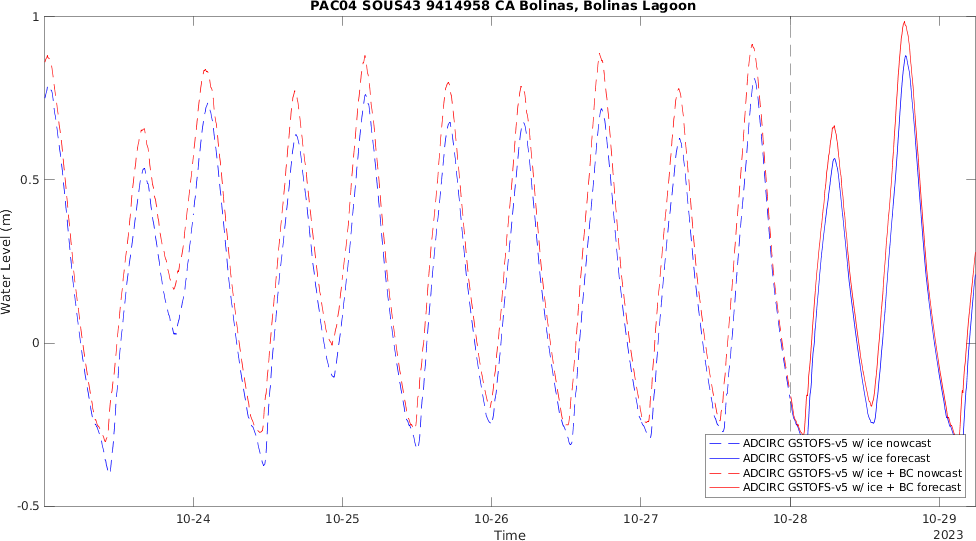 PAC04 SOUS43 9414958 CA Bolinas, Bolinas Lagoon
1
0.5
0
-0.5
Water Level (m)
ADCIRC GSTOFS-v5 w/ ice nowcast
ADCIRC GSTOFS-v5 w/ ice forecast
ADCIRC GSTOFS-v5 w/ ice + BC nowcast
ADCIRC GSTOFS-v5 w/ ice + BC forecast
10-24 10-25 10-26 10-27 10-28 10-29
Time 2023